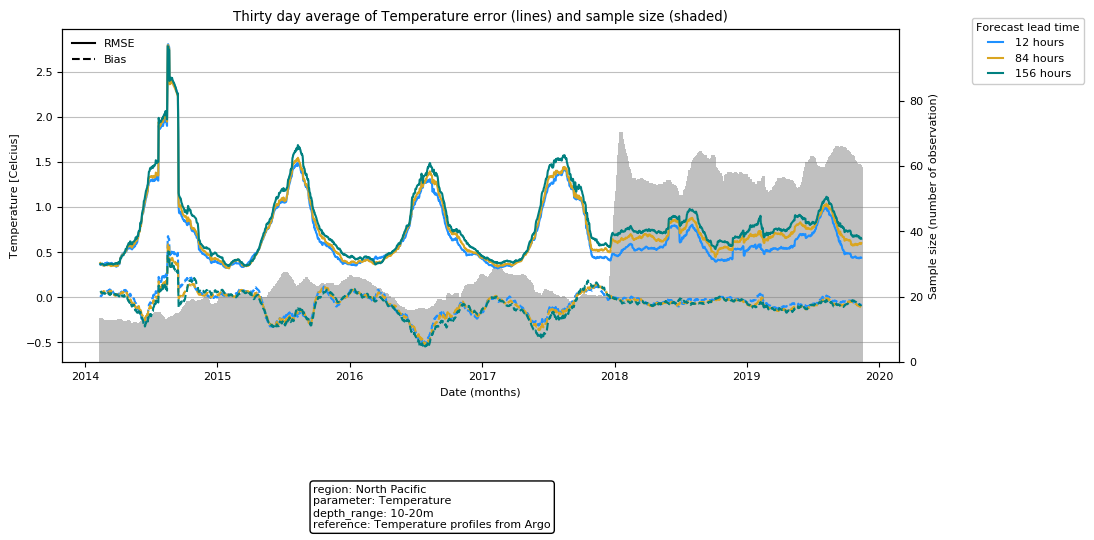 Thirty day average of Temperature error (lines) and sample size (shaded)
Forecast lead time
12 hours
84 hours
156 hours
RMSE
Bias
Temperature [Celcius]
2.5
2.0
1.5
1.0
0.5
0.0
−0.5
80
60
40
20
0
Sample size (number of observation)
2014 2015 2016 2017 2018 2019 2020
Date (months)
region: North Pacific
parameter: Temperature
depth_range: 10-20m
reference: Temperature profiles from Argo